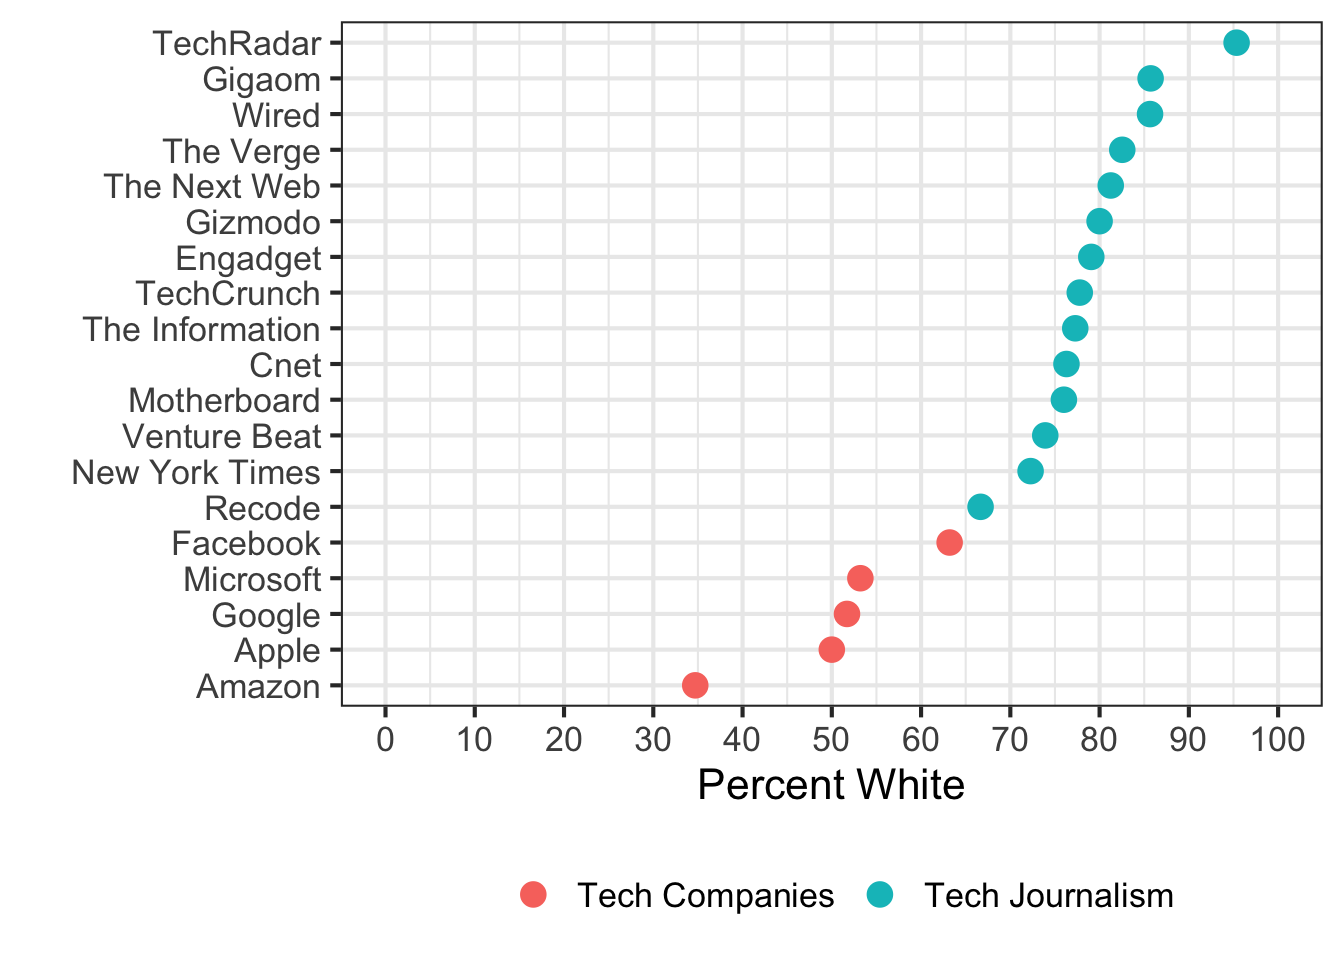 TechRadar
Gigaom
Wired
The Verge
The Next Web
Gizmodo
Engadget
TechCrunch
The Information
Cnet
Motherboard
Venture Beat
New York Times
Recode
Facebook
Microsoft
Google
Apple
Amazon
0 10 20 30 40 50 60 70 80 90 100
Percent White
Tech Companies Tech Journalism